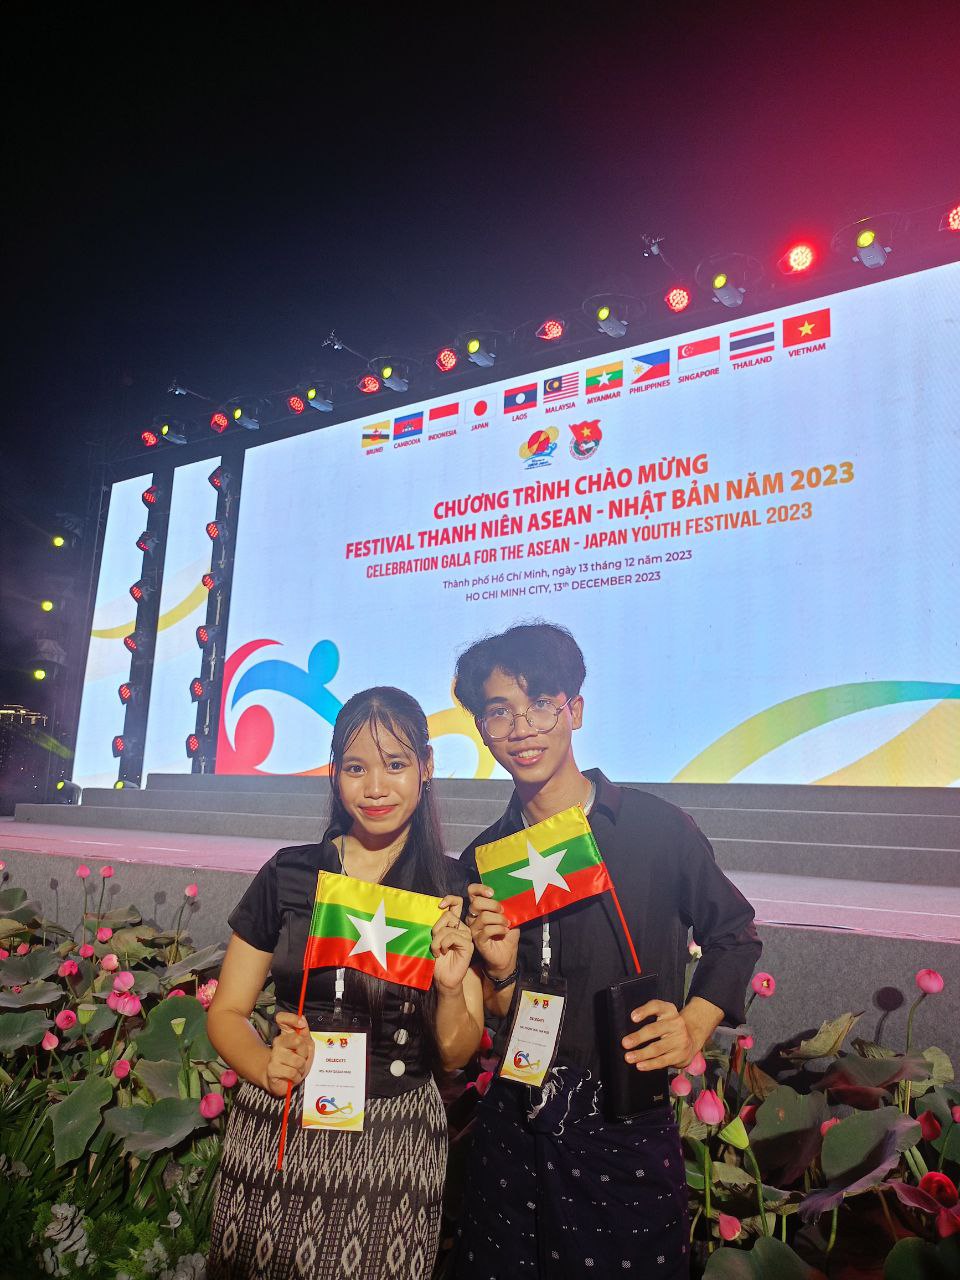 BRUNEI
CAMBODIA
INDONESIA
JAPAN
LAOS
MALAYSIA
MYANMAR
PHILIPPINES
SINGAPORE
THAILAND
VIETNAM
CHƯƠNG TRÌNH CHÀO MỪNG
FESTIVAL THANH NIÊN ASEAN - NHẬT BẢN NĂM 2023
CELEBRATION GALA FOR THE ASEAN - JAPAN YOUTH FESTIVAL 2023
Thành phố Hồ Chí Minh, ngày 13 tháng 12 năm 2023
HO CHI MINH CITY, 13th DECEMBER 2023
DELEGATE
DELEGATE